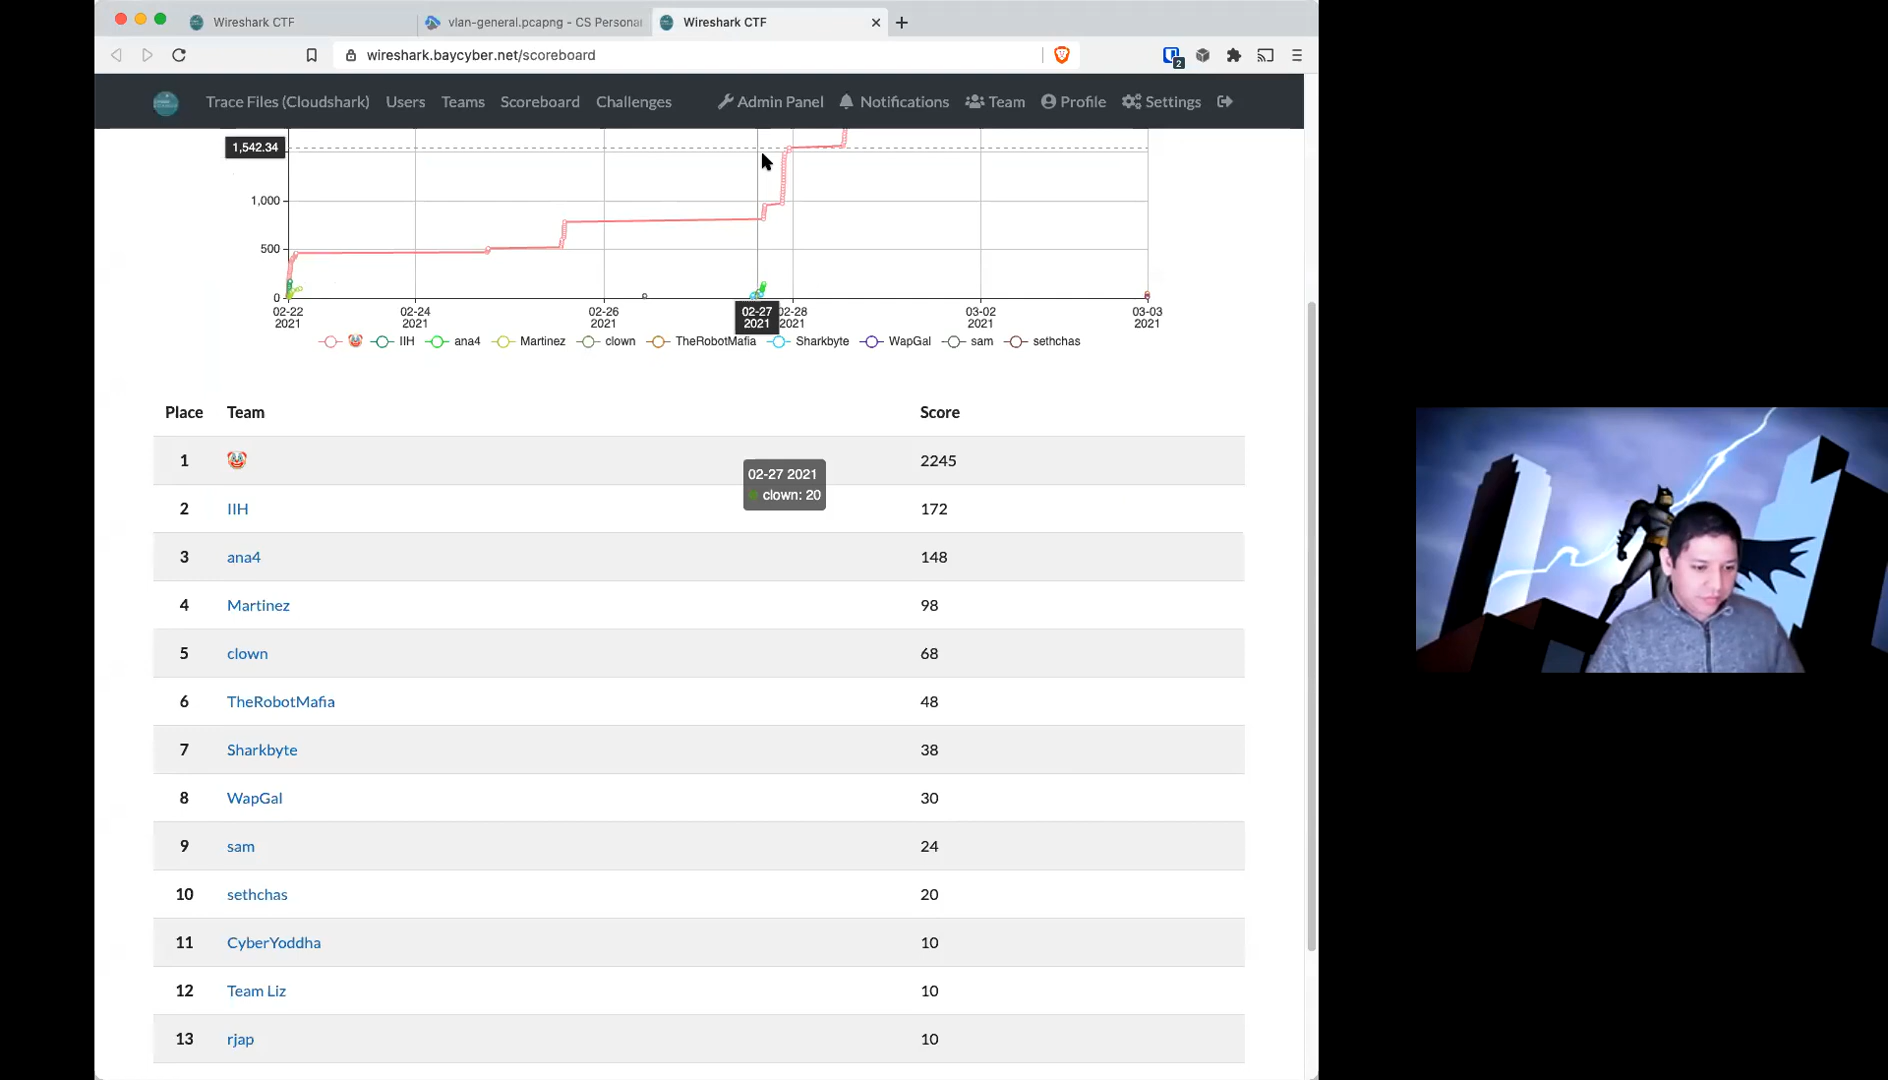 Wireshark CTF
vlan-general.pcapng - CS Persona
Wireshark CTF
wireshark.baycyber.net/scoreboard
2
Trace Files (Cloudshark) Users Teams Scoreboard Challenges Admin Panel Notifications Team Profile Settings
1,542.34
1,000
500
0
02-22 02-24 02-26 02-27 02-28 03-02 03-03
2021 2021 2021 2021 2021 2021 2021
🤡 IIH ana4 Martinez clown TheRobotMafia Sharkbyte WapGal sam sethchas
Place Team Score
1 🤡 2245
02-27 2021
clown: 20
2 IIH 172
3 ana4 148
4 Martinez 98
5 clown 68
6 TheRobotMafia 48
7 Sharkbyte 38
8 WapGal 30
9 sam 24
10 sethchas 20
11 CyberYoddha 10
12 Team Liz 10
13 rjap 10